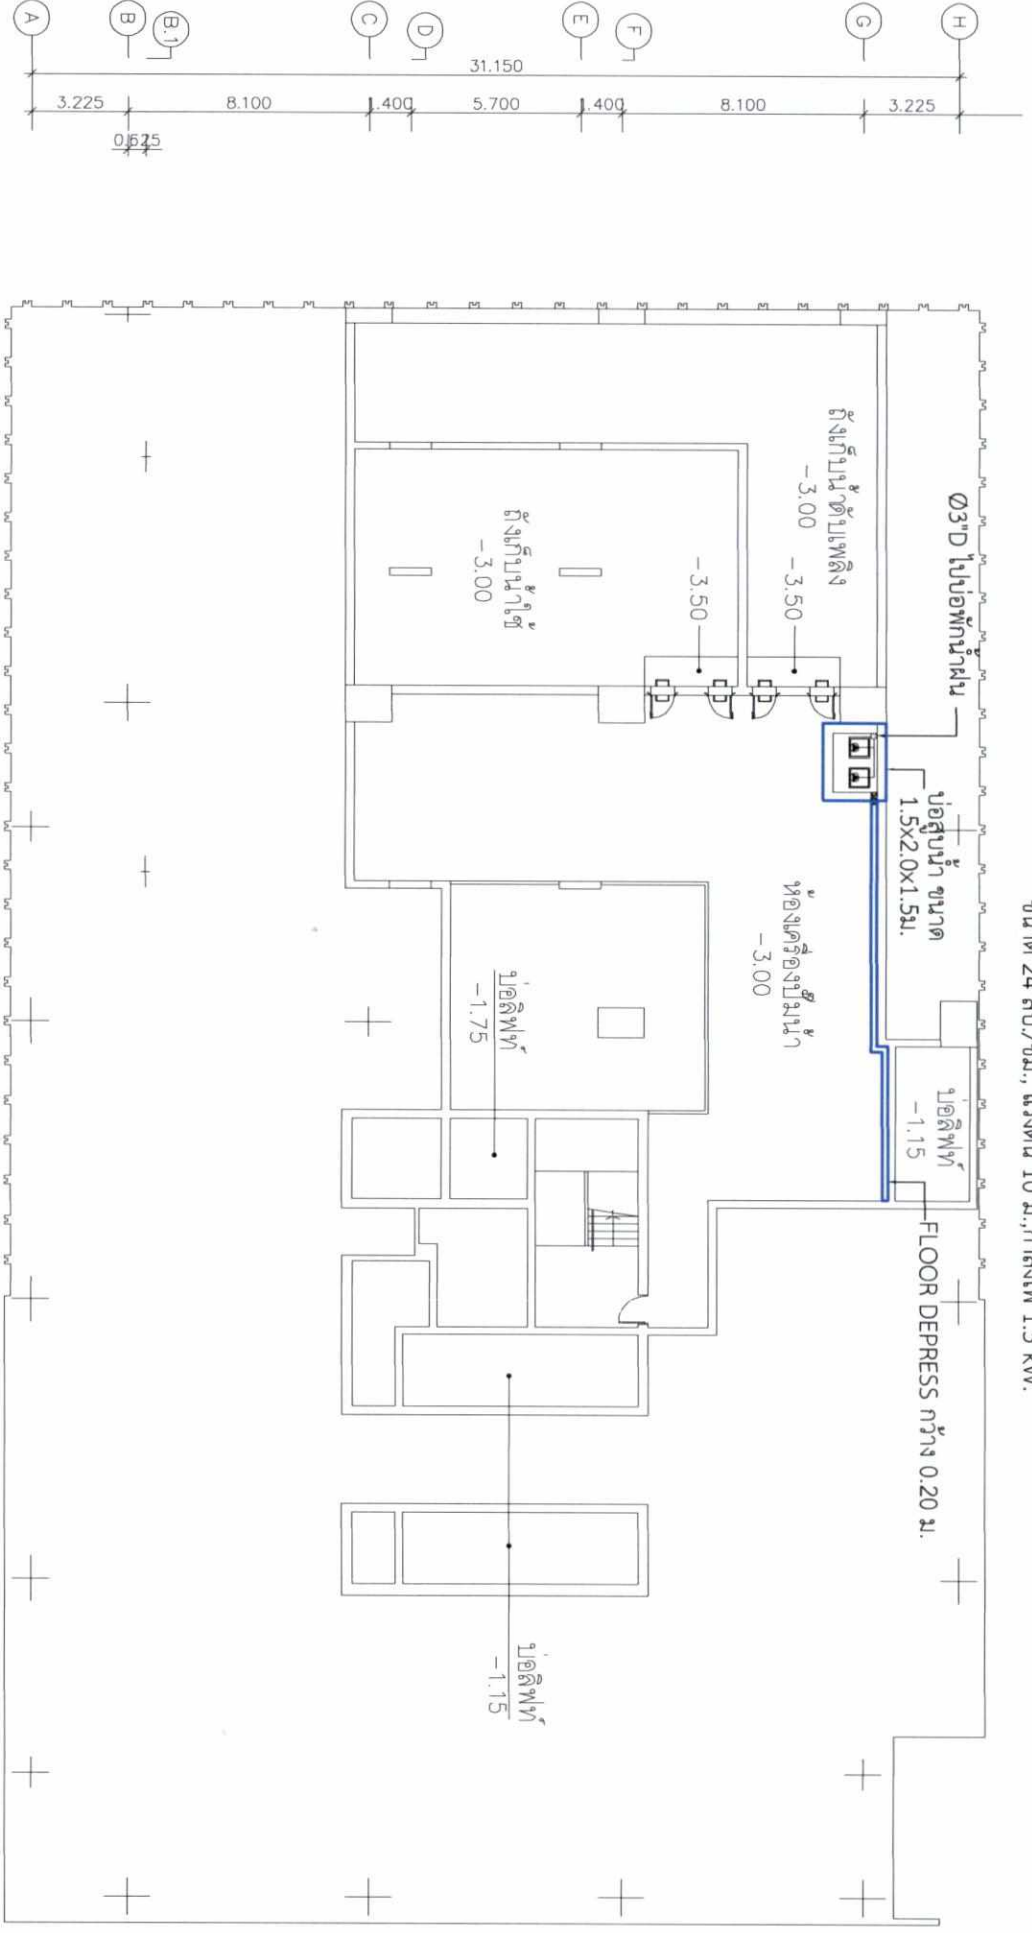 A
B
B.1
C
D
E
F
G
H
31.150
3.225
8.100
1.400
5.700
1.400
8.100
3.225
0.625
ถังเก็บน้ำดับเพลิง
-3.00
ถังเก็บน้ำใช้
-3.00
-3.50
-3.50
Ø3"D ไปบ่อพักน้ำฝน
บ่อสูบน้ำ ขนาด
1.5x2.0x1.5ม.
ห้องเครื่องปั๊มน้ำ
-3.00
บ่อลิฟท์
-1.75
บ่อลิฟท์
-1.15
FLOOR DEPRESS กว้าง 0.20 ม.
บ่อลิฟท์
-1.15